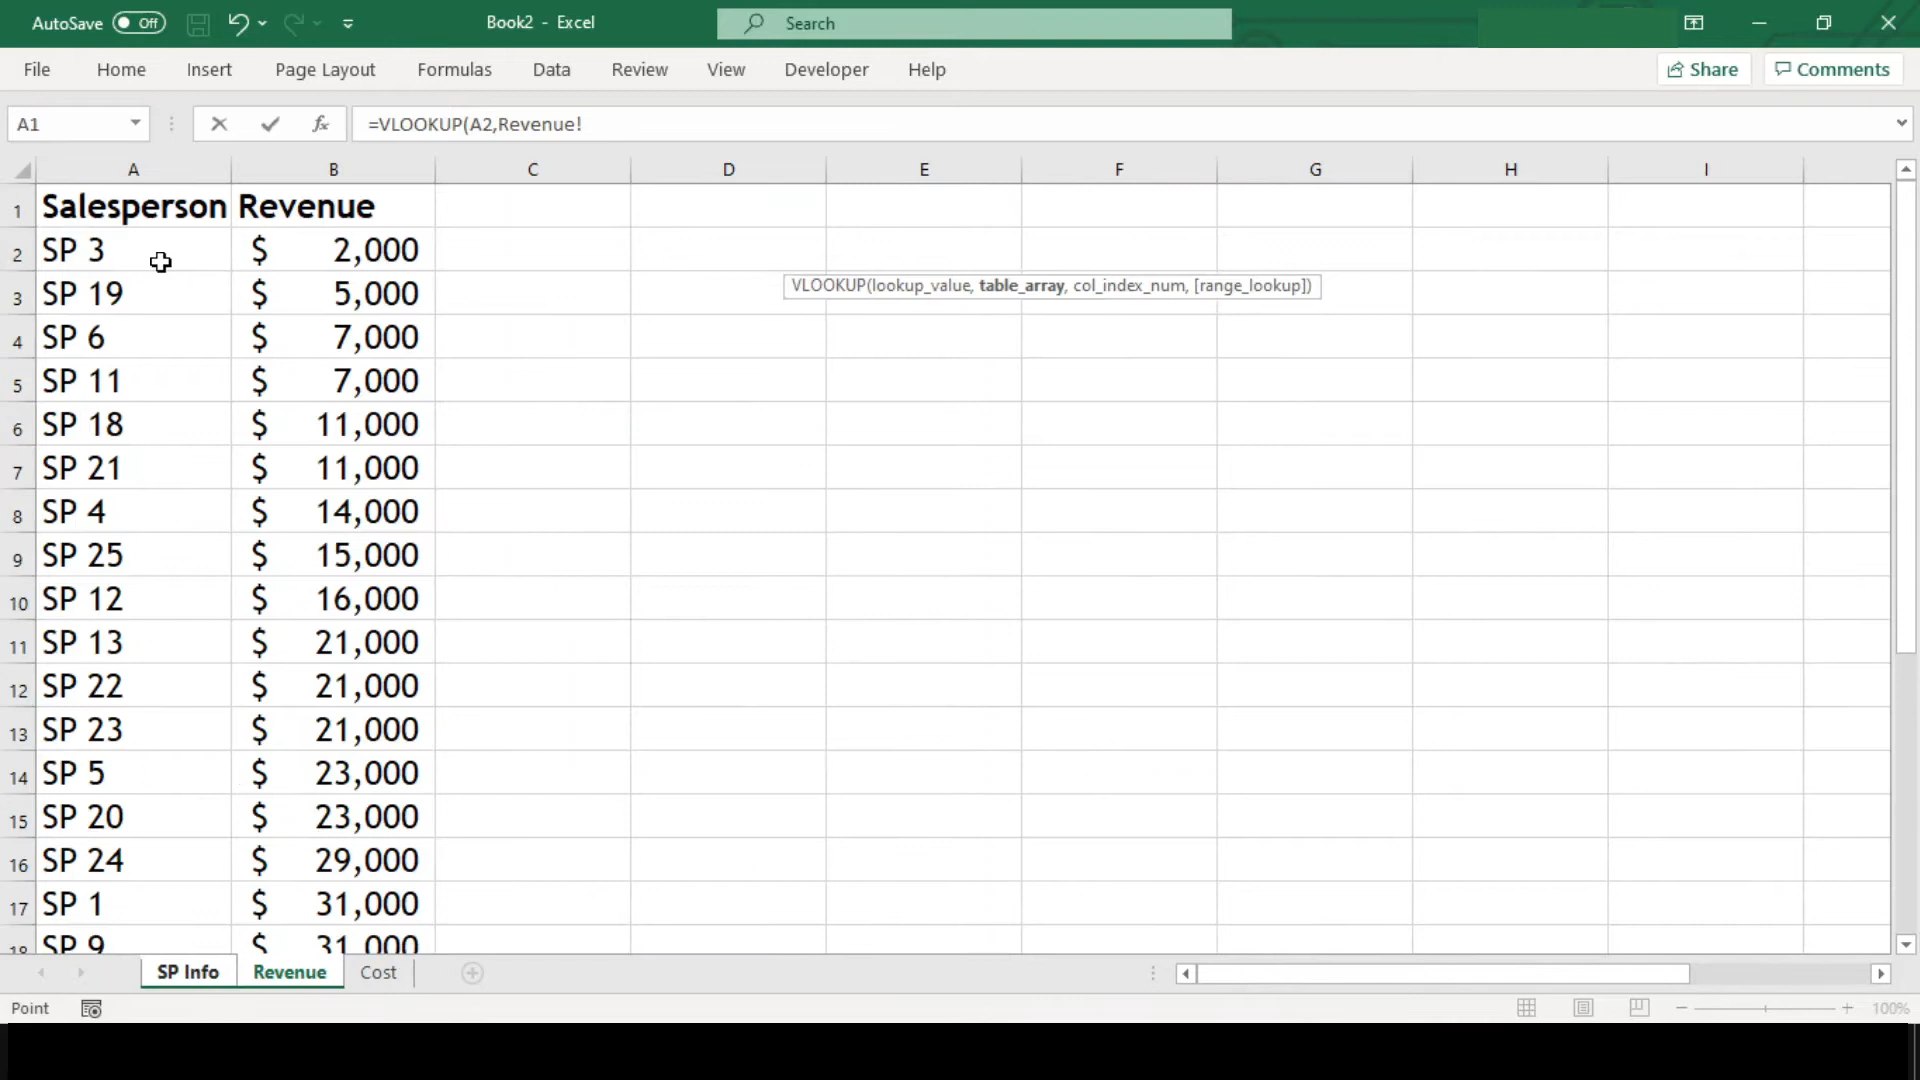 AutoSave Off Book2 - Excel Search
File Home Insert Page Layout Formulas Data Review View Developer Help Share Comments
A1 fx =VLOOKUP(A2,Revenue!
A B C D E F G H I
1 Salesperson Revenue
2 SP 3 $ 2,000
VLOOKUP(lookup_value, table_array, col_index_num, [range_lookup])
3 SP 19 $ 5,000
4 SP 6 $ 7,000
5 SP 11 $ 7,000
6 SP 18 $ 11,000
7 SP 21 $ 11,000
8 SP 4 $ 14,000
9 SP 25 $ 15,000
10 SP 12 $ 16,000
11 SP 13 $ 21,000
12 SP 22 $ 21,000
13 SP 23 $ 21,000
14 SP 5 $ 23,000
15 SP 20 $ 23,000
16 SP 24 $ 29,000
17 SP 1 $ 31,000
18 SP 9 $ 31,000
SP Info Revenue Cost
Point 100%